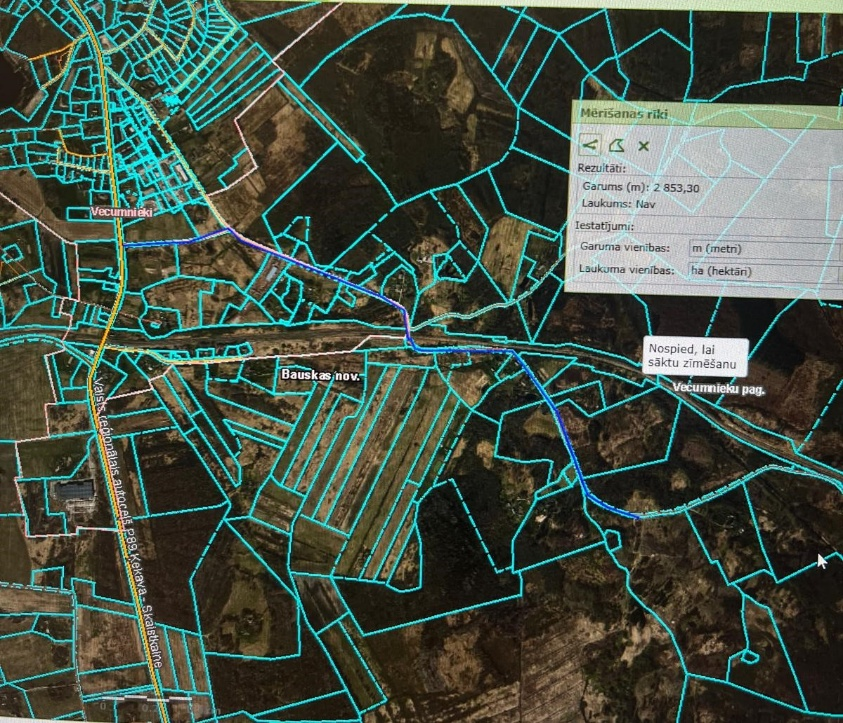 Mērīšanas rīki
Rezultāti:
Garums (m): 2 853,30
Laukums: Nav
Iestatījumi:
Garuma vienības: m (metri)
Laukuma vienības: ha (hektāri)
Vecumnieki
Nospied, lai
sāktu zīmēšanu
Bauskas nov.
Vecumnieku pag.
Valsts reģionālais autoceļš P89 Ķekava - Skaistkalne